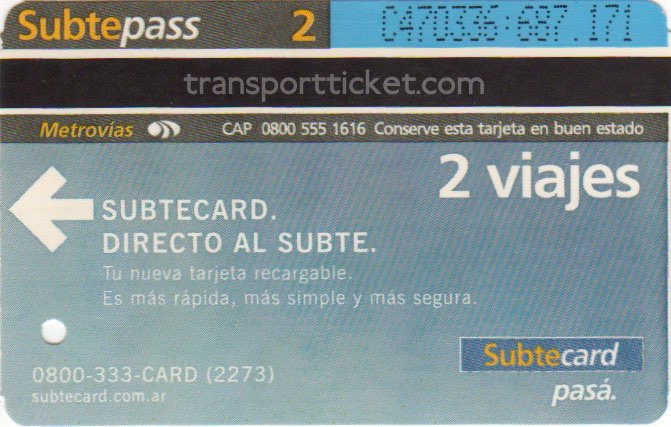 Subtepass 2 C470336:687.171
transportticket.com
Metrovías CAP 0800 555 1616 Conserve esta tarjeta en buen estado
2 viajes
SUBTECARD.
DIRECTO AL SUBTE.
Tu nueva tarjeta recargable.
Es más rápida, más simple y más segura.
Subtecard
pasá.
0800-333-CARD (2273)
subtecard.com.ar